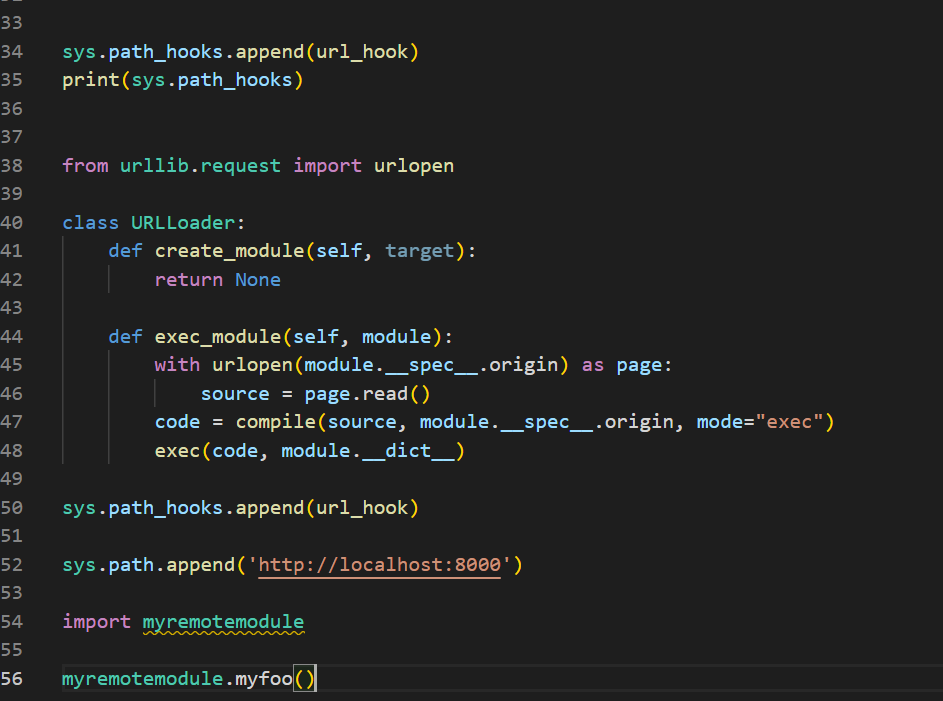 33
34 sys.path_hooks.append(url_hook)
35 print(sys.path_hooks)
36
37
38 from urllib.request import urlopen
39
40 class URLLoader:
41     def create_module(self, target):
42         return None
43
44     def exec_module(self, module):
45         with urlopen(module.__spec__.origin) as page:
46             source = page.read()
47         code = compile(source, module.__spec__.origin, mode="exec")
48         exec(code, module.__dict__)
49
50 sys.path_hooks.append(url_hook)
51
52 sys.path.append('http://localhost:8000')
53
54 import myremotemodule
55
56 myremotemodule.myfoo()